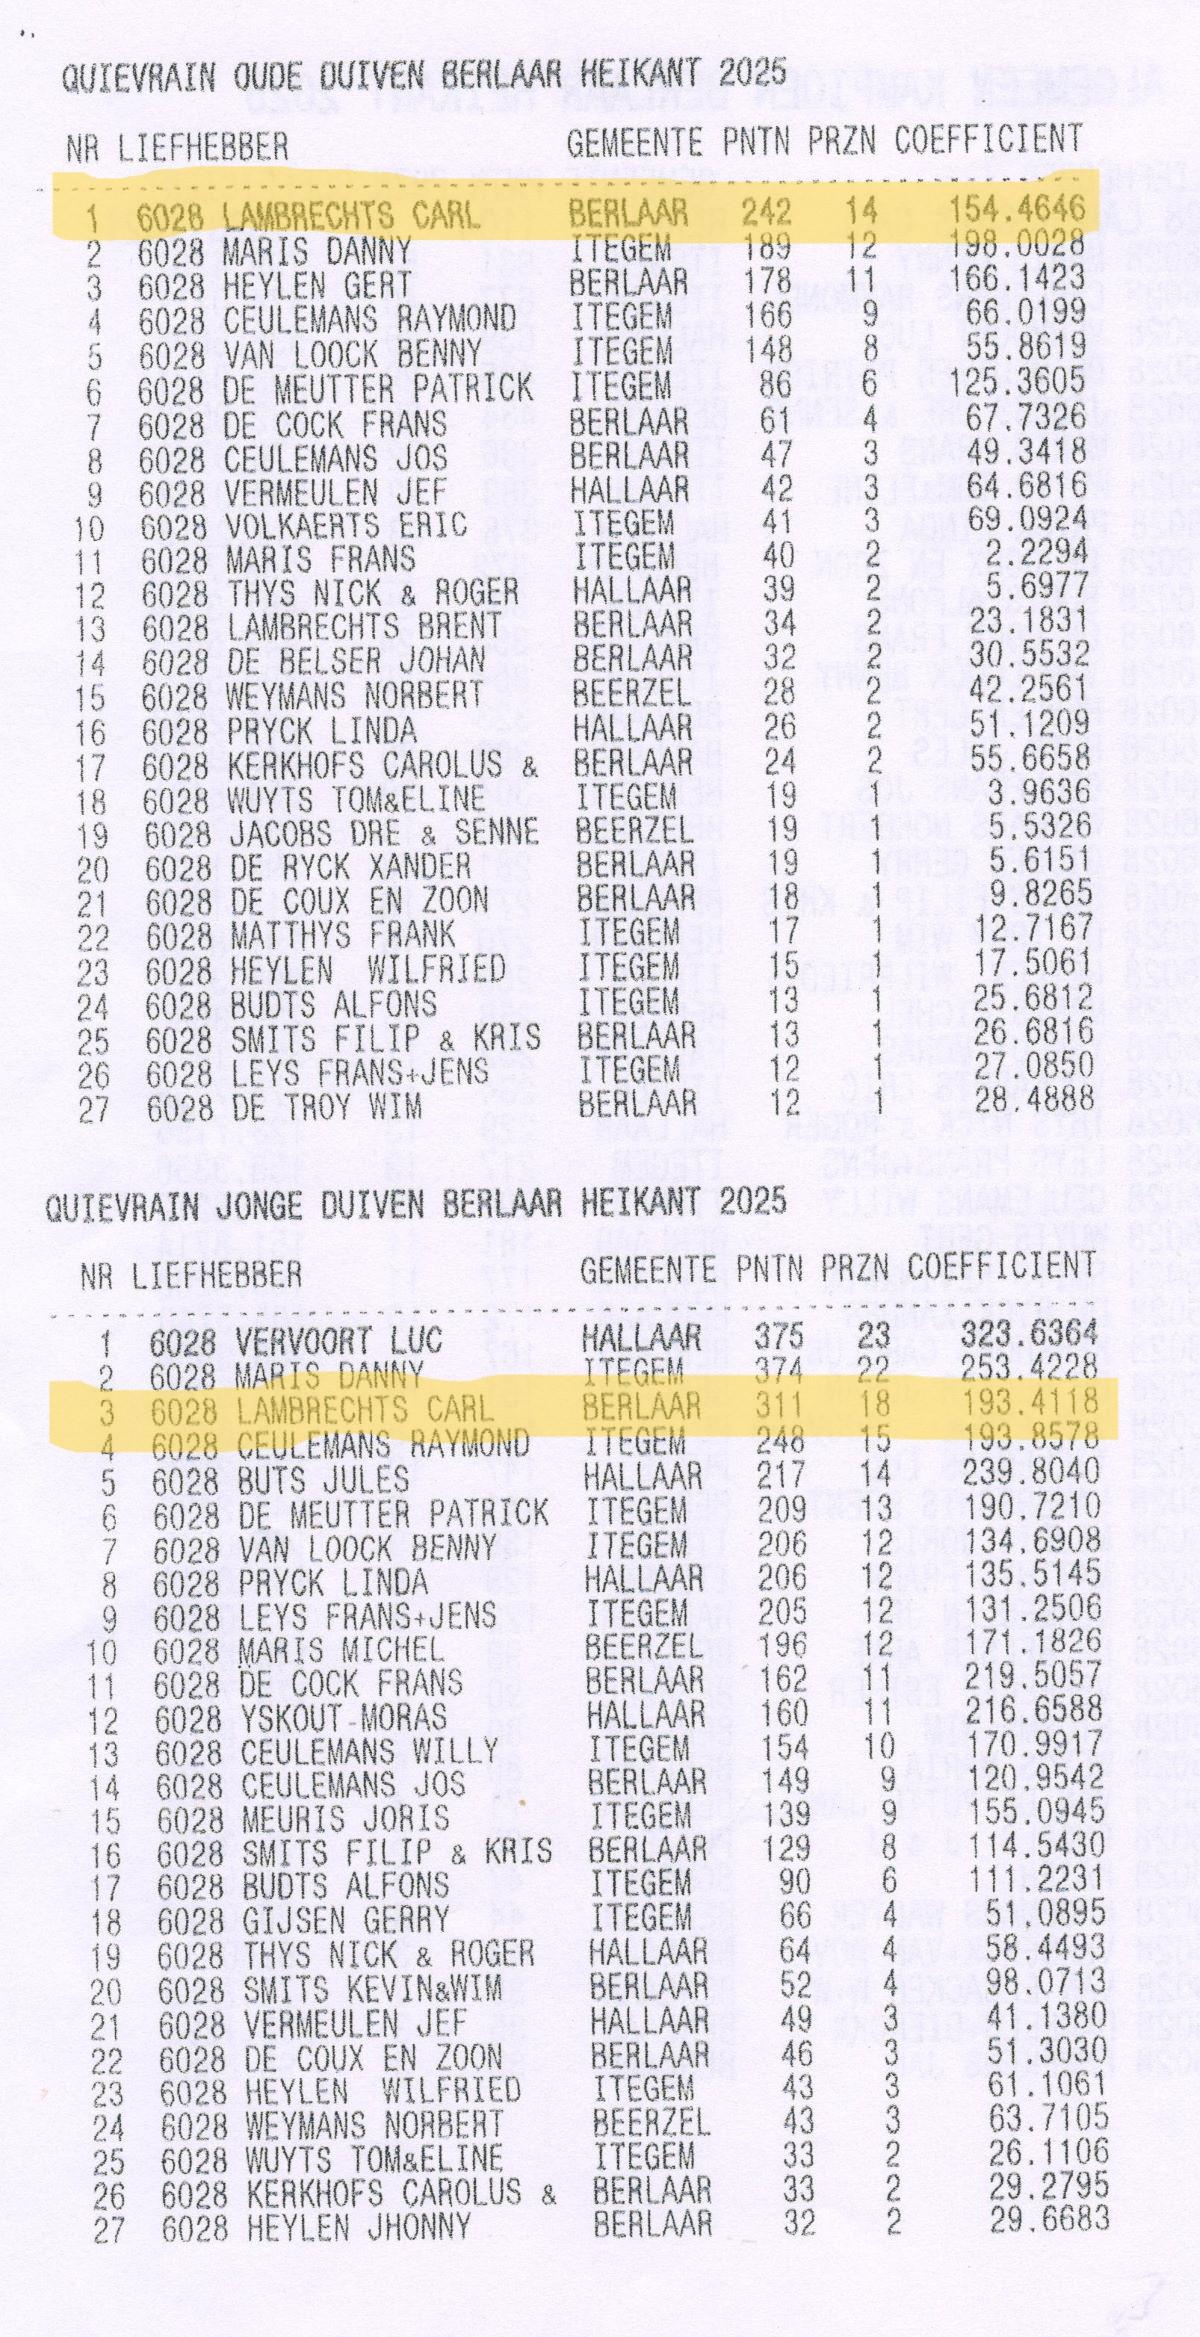 QUIEVRAIN OUDE DUIVEN BERLAAR HEIKANT 2025
NR LIEFHEBBER GEMEENTE PNTN PRZN COEFFICIENT
1 6028 LAMBRECHTS CARL BERLAAR 242 14 154.4646
2 6028 MARIS DANNY ITEGEM 189 12 198.0028
3 6028 HEYLEN GERT BERLAAR 178 11 166.1423
4 6028 CEULEMANS RAYMOND ITEGEM 166 9 66.0199
5 6028 VAN LOOCK BENNY ITEGEM 148 8 55.8619
6 6028 DE MEUTTER PATRICK ITEGEM 86 6 125.3605
7 6028 DE COCK FRANS BERLAAR 61 4 67.7326
8 6028 CEULEMANS JOS BERLAAR 47 3 49.3418
9 6028 VERMEULEN JEF HALLAAR 42 3 64.6816
10 6028 VOLKAERTS ERIC ITEGEM 41 3 69.0924
11 6028 MARIS FRANS ITEGEM 40 2 2.2294
12 6028 THYS NICK & ROGER HALLAAR 39 2 5.6977
13 6028 LAMBRECHTS BRENT BERLAAR 34 2 23.1831
14 6028 DE BELSER JOHAN BERLAAR 32 2 30.5532
15 6028 WEYMANS NORBERT BEERZEL 28 2 42.2561
16 6028 PRYCK LINDA HALLAAR 26 2 51.1209
17 6028 KERKHOFS CAROLUS & BERLAAR 24 2 55.6658
18 6028 WUYTS TOM&ELINE ITEGEM 19 1 3.9636
19 6028 JACOBS DRE & SENNE BEERZEL 19 1 5.5326
20 6028 DE RYCK XANDER BERLAAR 19 1 5.6151
21 6028 DE COUX EN ZOON BERLAAR 18 1 9.8265
22 6028 MATTHYS FRANK ITEGEM 17 1 12.7167
23 6028 HEYLEN WILFRIED ITEGEM 15 1 17.5061
24 6028 BUDTS ALFONS ITEGEM 13 1 25.6812
25 6028 SMITS FILIP & KRIS BERLAAR 13 1 26.6816
26 6028 LEYS FRANS+JENS ITEGEM 12 1 27.0850
27 6028 DE TROY WIM BERLAAR 12 1 28.4888
QUIEVRAIN JONGE DUIVEN BERLAAR HEIKANT 2025
NR LIEFHEBBER GEMEENTE PNTN PRZN COEFFICIENT
1 6028 VERVOORT LUC HALLAAR 375 23 323.6364
2 6028 MARIS DANNY ITEGEM 374 22 253.4228
3 6028 LAMBRECHTS CARL BERLAAR 311 18 193.4118
4 6028 CEULEMANS RAYMOND ITEGEM 248 15 193.8578
5 6028 BUTS JULES HALLAAR 217 14 239.8040
6 6028 DE MEUTTER PATRICK ITEGEM 209 13 190.7210
7 6028 VAN LOOCK BENNY ITEGEM 206 12 134.6908
8 6028 PRYCK LINDA HALLAAR 206 12 135.5145
9 6028 LEYS FRANS+JENS ITEGEM 205 12 131.2506
10 6028 MARIS MICHEL BEERZEL 196 12 171.1826
11 6028 DE COCK FRANS BERLAAR 162 11 219.5057
12 6028 YSKOUT-MORAS HALLAAR 160 11 216.6588
13 6028 CEULEMANS WILLY ITEGEM 154 10 170.9917
14 6028 CEULEMANS JOS BERLAAR 149 9 120.9542
15 6028 MEURIS JORIS ITEGEM 139 9 155.0945
16 6028 SMITS FILIP & KRIS BERLAAR 129 8 114.5430
17 6028 BUDTS ALFONS ITEGEM 90 6 111.2231
18 6028 GIJSEN GERRY ITEGEM 66 4 51.0895
19 6028 THYS NICK & ROGER HALLAAR 64 4 58.4493
20 6028 SMITS KEVIN&WIM BERLAAR 52 4 98.0713
21 6028 VERMEULEN JEF HALLAAR 49 3 41.1380
22 6028 DE COUX EN ZOON BERLAAR 46 3 51.3030
23 6028 HEYLEN WILFRIED ITEGEM 43 3 61.1061
24 6028 WEYMANS NORBERT BEERZEL 43 3 63.7105
25 6028 WUYTS TOM&ELINE ITEGEM 33 2 26.1106
26 6028 KERKHOFS CAROLUS & BERLAAR 33 2 29.2795
27 6028 HEYLEN JHONNY BERLAAR 32 2 29.6683